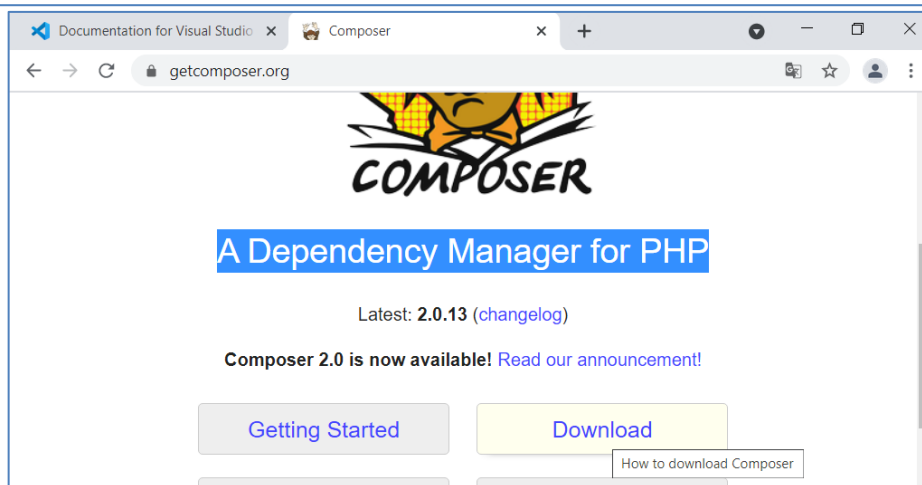 Documentation for Visual Studio
Composer
getcomposer.org
COMPOSER
A Dependency Manager for PHP
Latest: 2.0.13 (changelog)
Composer 2.0 is now available! Read our announcement!
Getting Started
Download
How to download Composer